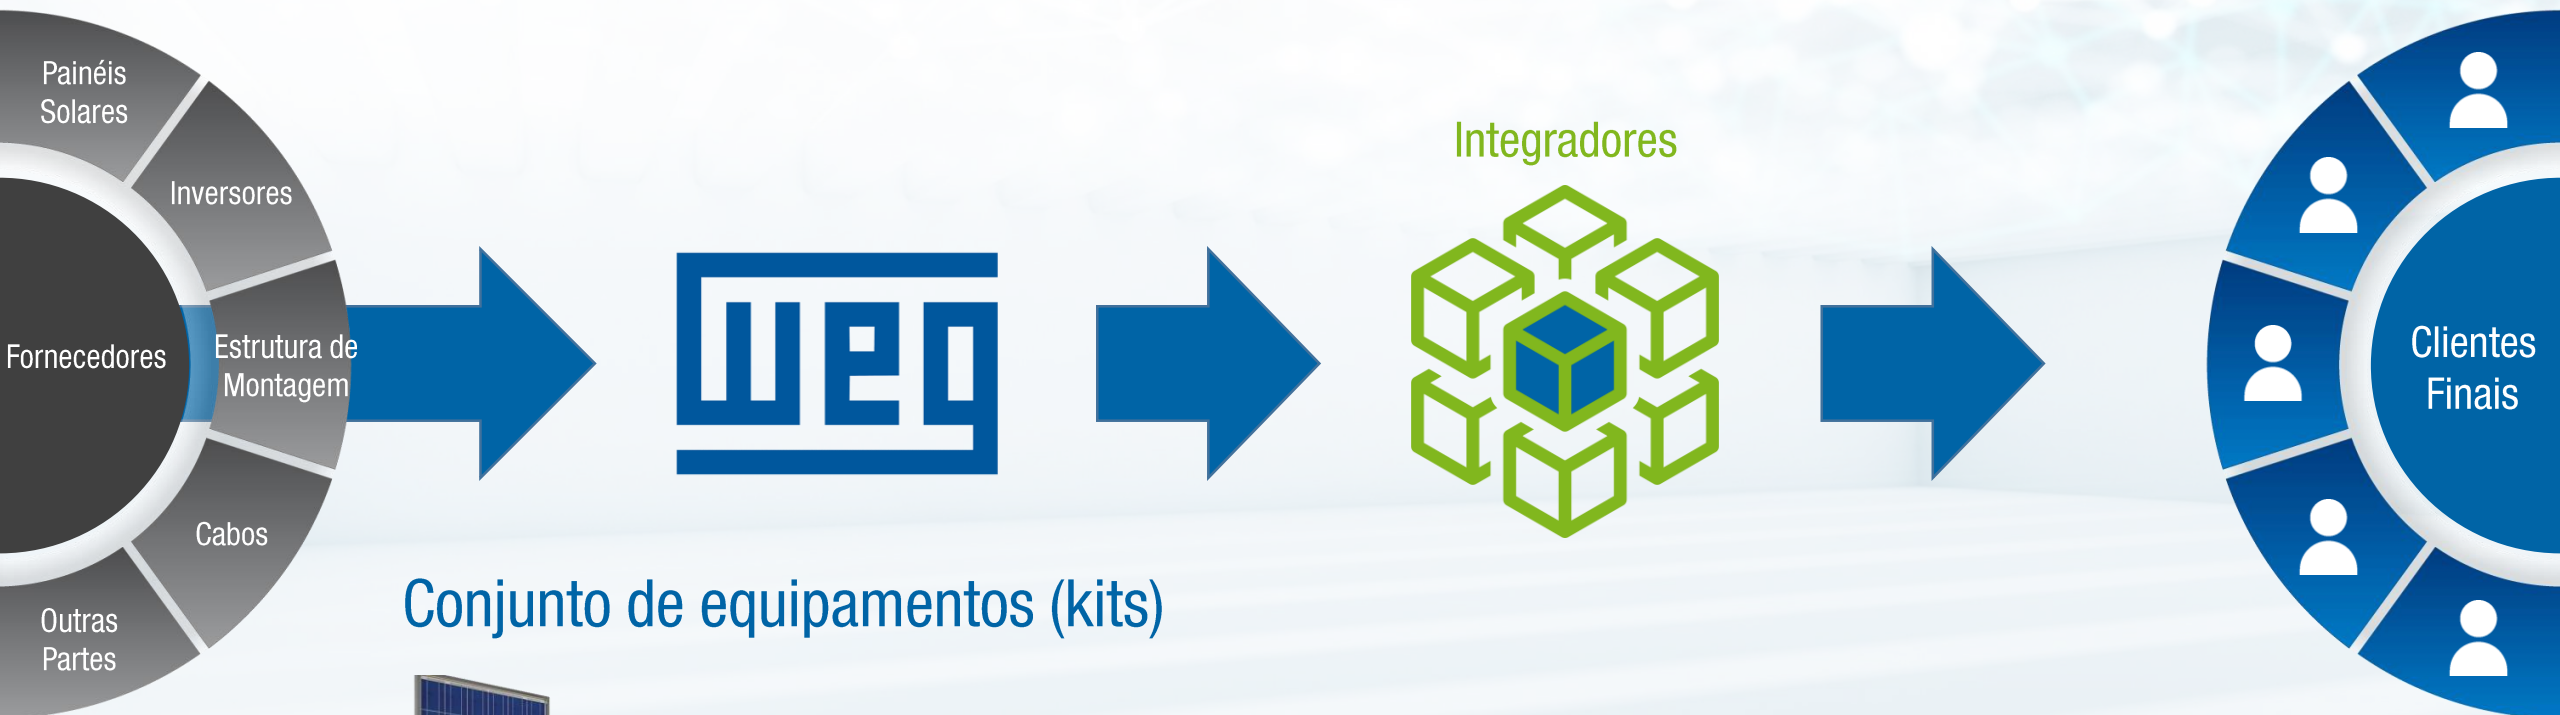 Painéis
Solares
Inversores
Fornecedores
Estrutura de
Montagem
Cabos
Outras
Partes
weg
Conjunto de equipamentos (kits)
Integradores
Clientes
Finais